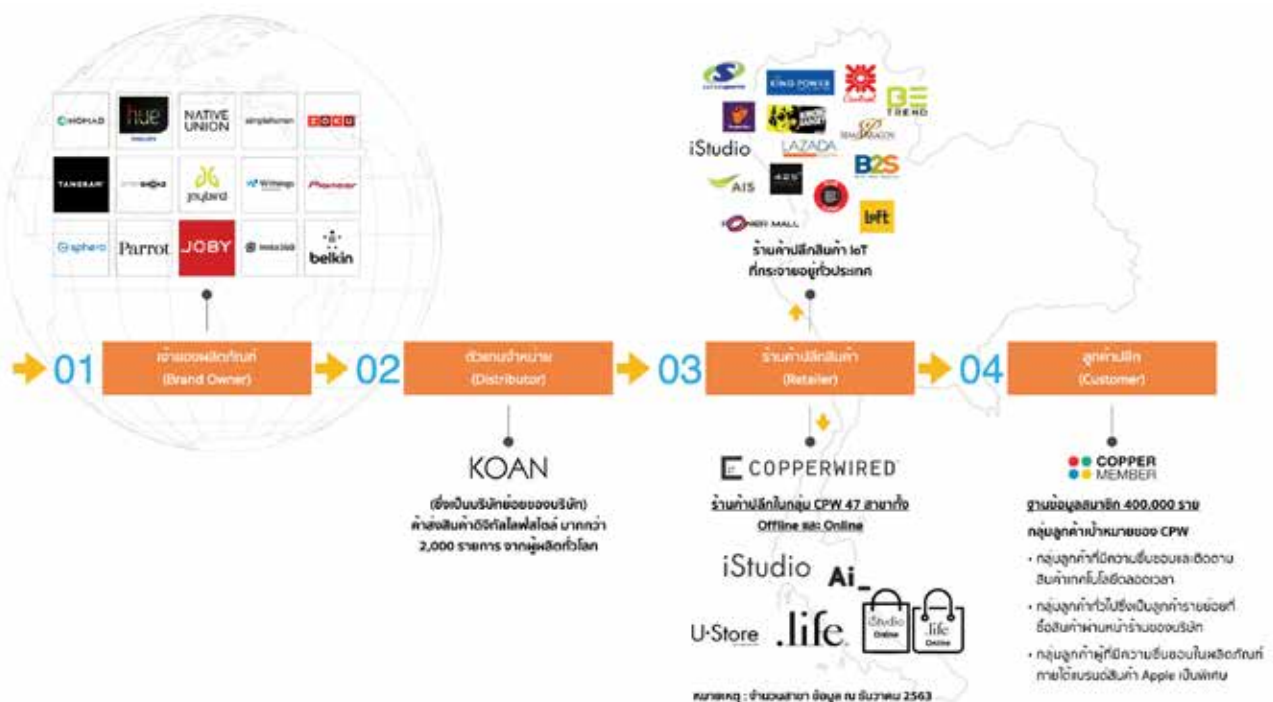 NOMAD
hue
NATIVE UNION
simplehuman
ZOKU
TANGRAM
jaybird
Withings
Pioneer
sphero
Parrot
JOBY
insta360
belkin
KING POWER
Central
BE TREND
iStudio
LAZADA
SIAM PARAGON
B2S
AIS
425°
POWER MALL
Loft
ร้านค้าปลีกสินค้า IoT
ที่กระจายอยู่ทั่วประเทศ
01
เจ้าของผลิตภัณฑ์
(Brand Owner)
02
ตัวแทนจำหน่าย
(Distributor)
03
ร้านค้าปลีกสินค้า
(Retailer)
04
ลูกค้าปลีก
(Customer)
KOAN
(ซึ่งเป็นบริษัทย่อยของบริษัท)
ค้าส่งสินค้าดิจิทัลไลฟ์สไตล์ มากกว่า
2,000 รายการ จากผู้ผลิตทั่วโลก
COPPERWIRED
ร้านค้าปลีกในกลุ่ม CPW 47 สาขาทั้ง
Offline และ Online
iStudio
Ai_
U•Store
.life
iStudio
Online
.life
Online
หมายเหตุ : จำนวนสาขา ข้อมูล ณ ธันวาคม 2563
COPPER
MEMBER
ฐานข้อมูลสมาชิก 400,000 ราย
กลุ่มลูกค้าเป้าหมายของ CPW
• กลุ่มลูกค้าที่มีความชื่นชอบและติดตาม
สินค้าเทคโนโลยีตลอดเวลา
• กลุ่มลูกค้าทั่วไปซึ่งเป็นลูกค้ารายย่อยที่
ซื้อสินค้าผ่านหน้าร้านของบริษัท
• กลุ่มลูกค้าผู้ที่มีความชื่นชอบในผลิตภัณฑ์
ภายใต้แบรนด์สินค้า Apple เป็นพิเศษ